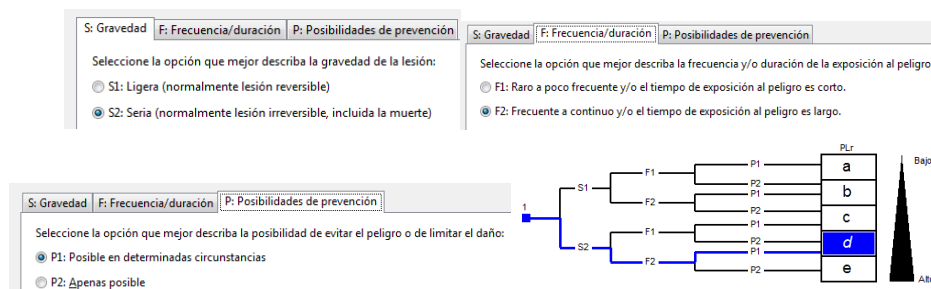 S: Gravedad F: Frecuencia/duración P: Posibilidades de prevención
Seleccione la opción que mejor describa la gravedad de la lesión:
S1: Ligera (normalmente lesión reversible)
S2: Seria (normalmente lesión irreversible, incluida la muerte)
S: Gravedad F: Frecuencia/duración P: Posibilidades de prevención
Seleccione la opción que mejor describa la frecuencia y/o duración de la exposición al peligro
F1: Raro a poco frecuente y/o el tiempo de exposición al peligro es corto.
F2: Frecuente a continuo y/o el tiempo de exposición al peligro es largo.
S: Gravedad F: Frecuencia/duración P: Posibilidades de prevención
Seleccione la opción que mejor describa la posibilidad de evitar el peligro o de limitar el daño:
P1: Posible en determinadas circunstancias
P2: Apenas posible
PLr
P1 a Bajo
F1
S1 P2
P1 b
F2
1 P2 c
P1
F1
S2 P2 d
P1
F2
P2 e Alto